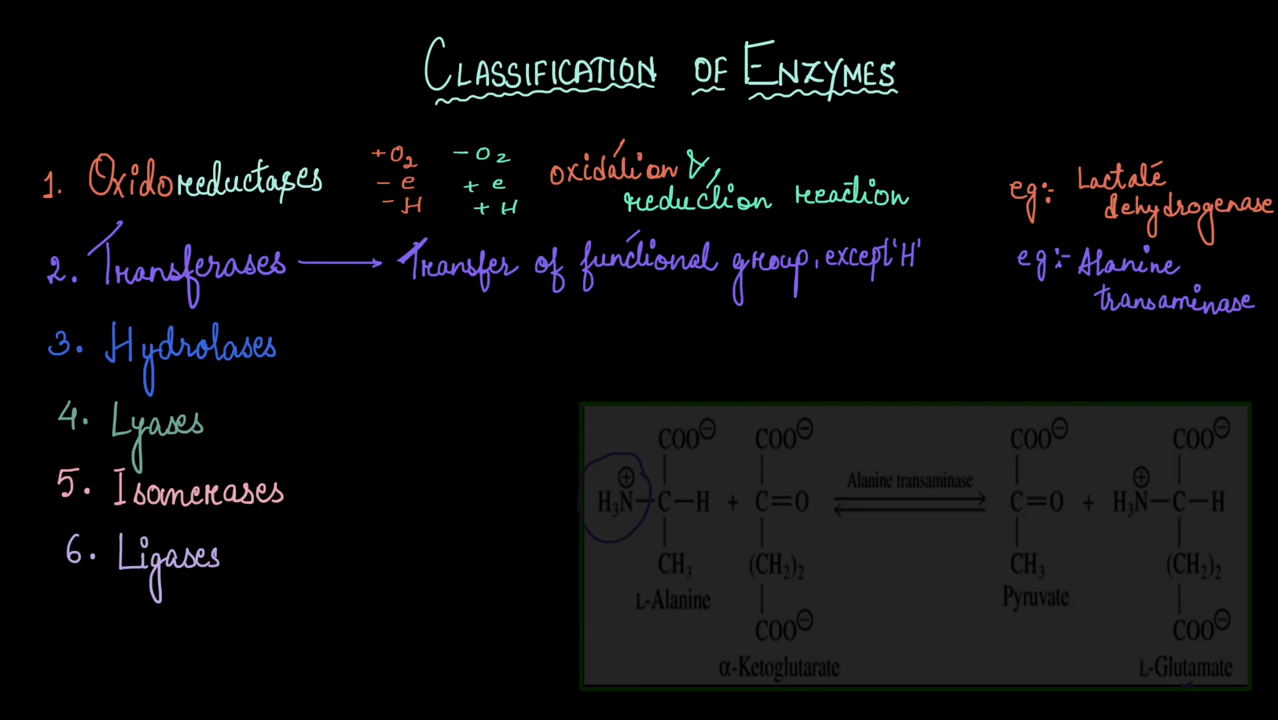 CLASSIFICATION OF ENZYMES
1. Oxidoreductases
+O2 −O2
− e + e
− H + H
oxidation &
reduction reaction
eg:- Lactate
dehydrogenase
2. Transferases → Transfer of functional group, except 'H'
eg:- Alanine
transaminase
3. Hydrolases
4. Lyases
5. Isomerases
6. Ligases
COO⊖ COO⊖ COO⊖ COO⊖
H₃N⊕—C—H + C=O Alanine transaminase C=O + H₃N⊕—C—H
CH₃ (CH₂)₂ CH₃ (CH₂)₂
L-Alanine Pyruvate
COO⊖ COO⊖
α-Ketoglutarate L-Glutamate